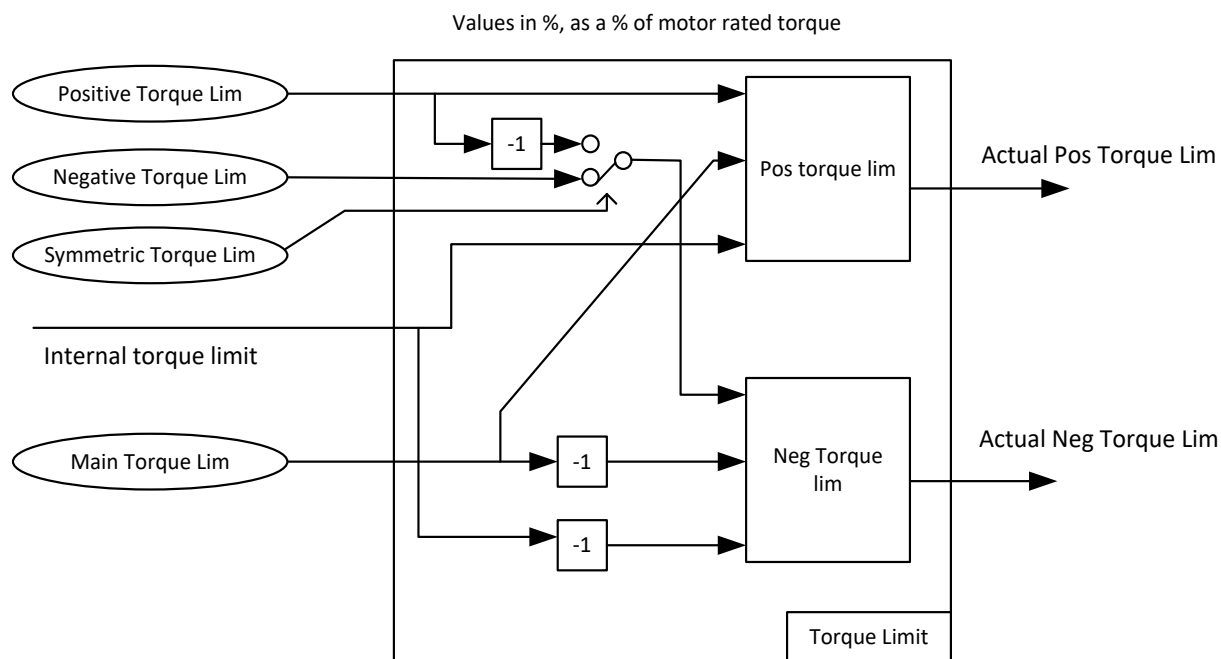 Values in %, as a % of motor rated torque
Positive Torque Lim
-1
Pos torque lim
Actual Pos Torque Lim
Negative Torque Lim
Symmetric Torque Lim
Internal torque limit
Main Torque Lim
-1
Neg Torque
lim
Actual Neg Torque Lim
-1
Torque Limit